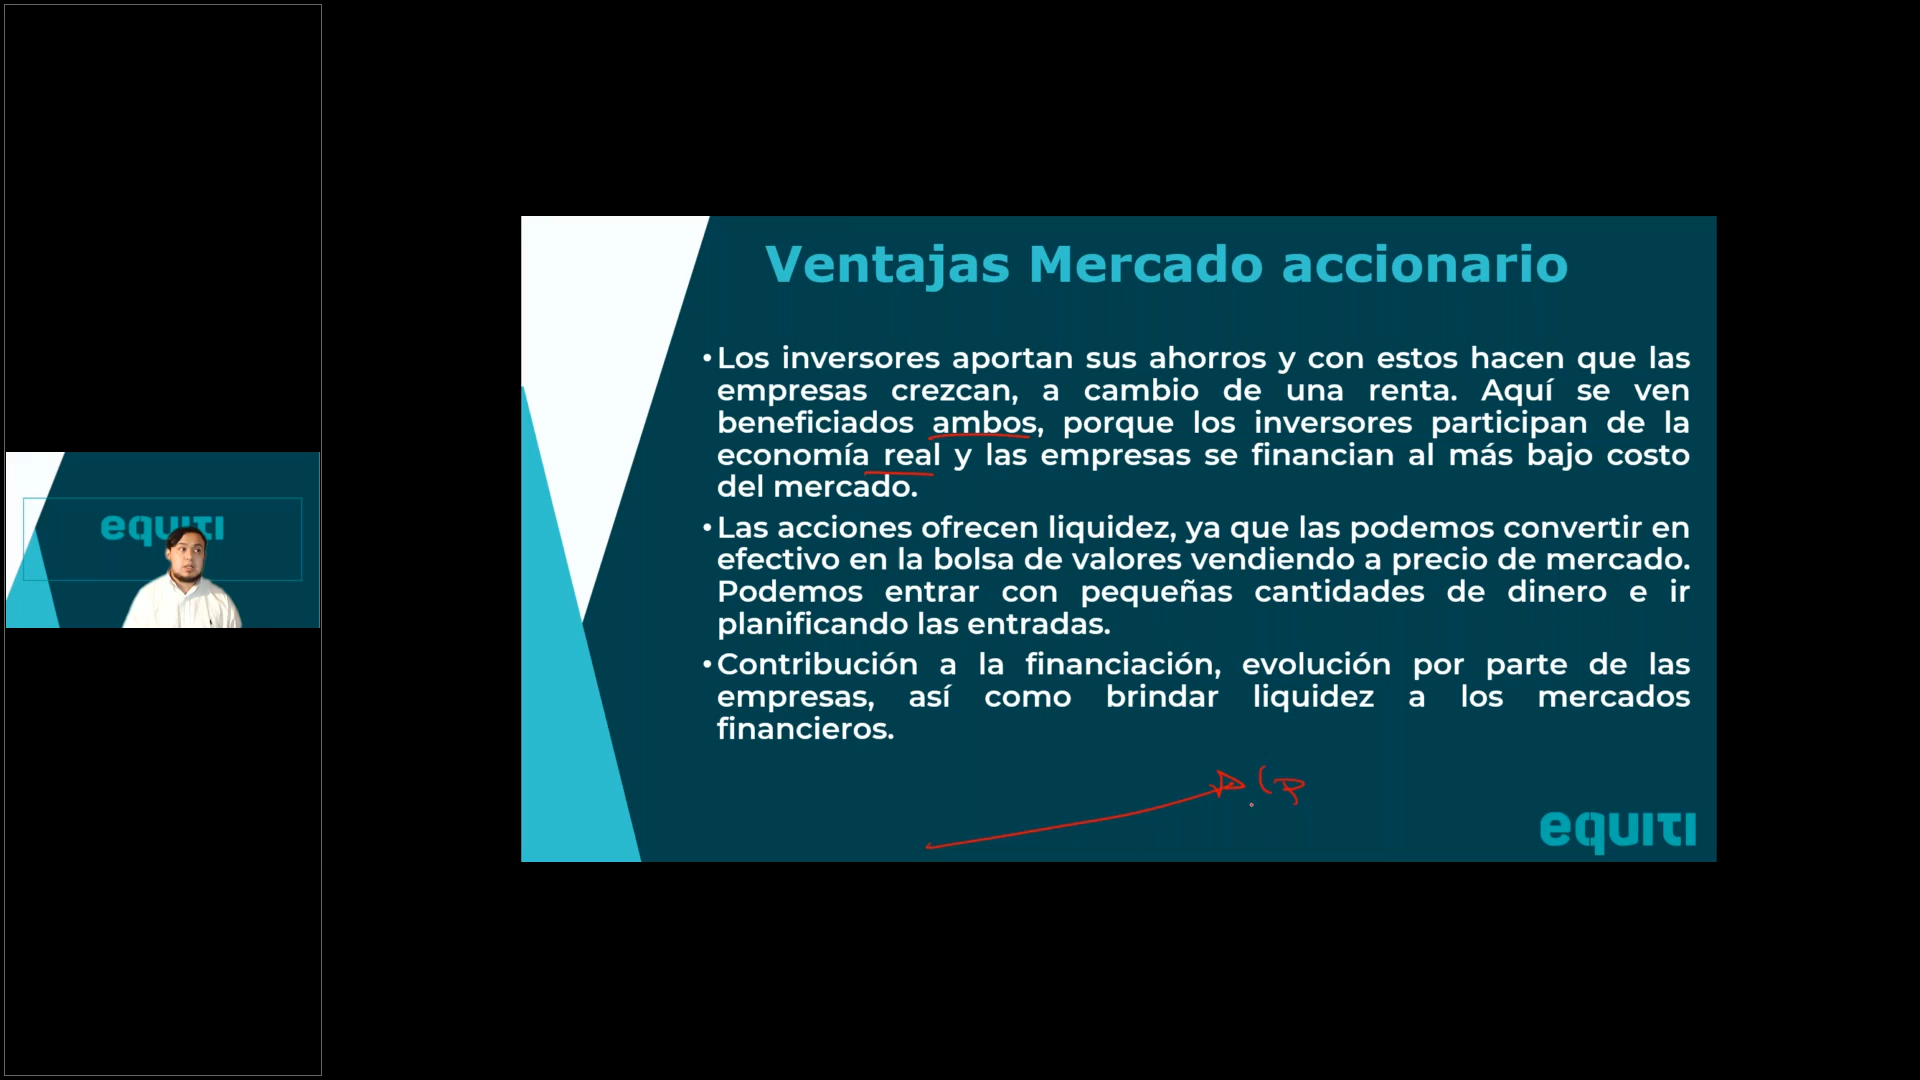 equiti
Ventajas Mercado accionario
•Los inversores aportan sus ahorros y con estos hacen que las
empresas crezcan, a cambio de una renta. Aquí se ven
beneficiados ambos, porque los inversores participan de la
economía real y las empresas se financian al más bajo costo
del mercado.
•Las acciones ofrecen liquidez, ya que las podemos convertir en
efectivo en la bolsa de valores vendiendo a precio de mercado.
Podemos entrar con pequeñas cantidades de dinero e ir
planificando las entradas.
•Contribución a la financiación, evolución por parte de las
empresas, así como brindar liquidez a los mercados
financieros.
equiti